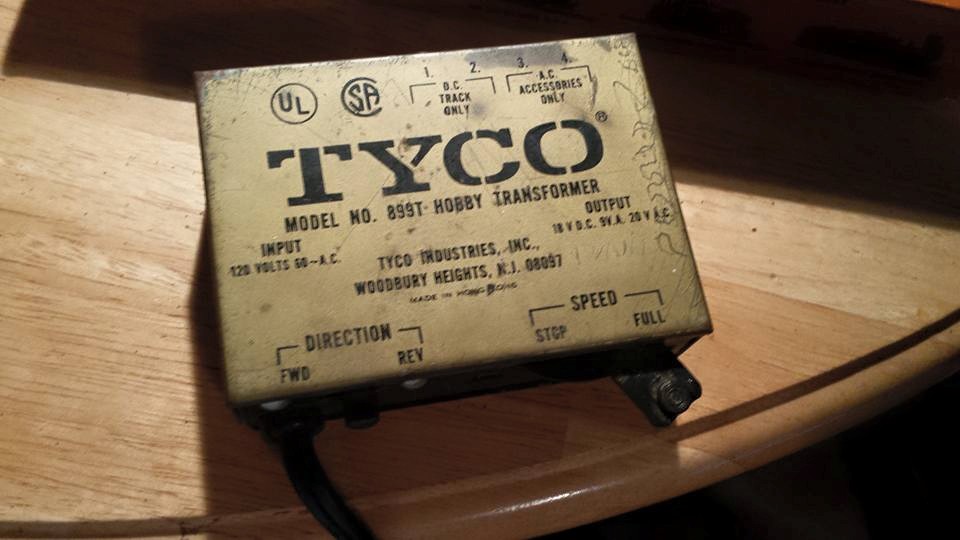 UL SA
1. 2. 3. 4.
D.C. TRACK ONLY
A.C. ACCESSORIES ONLY
TYCO®
MODEL NO. 899T HOBBY TRANSFORMER
INPUT
120 VOLTS 60~A.C.
OUTPUT
18 V D.C. 9V.A. 20 V A.C.
TYCO INDUSTRIES, INC.,
WOODBURY HEIGHTS, N.J. 08097
MADE IN HONG KONG
DIRECTION
FWD REV
SPEED
STOP FULL